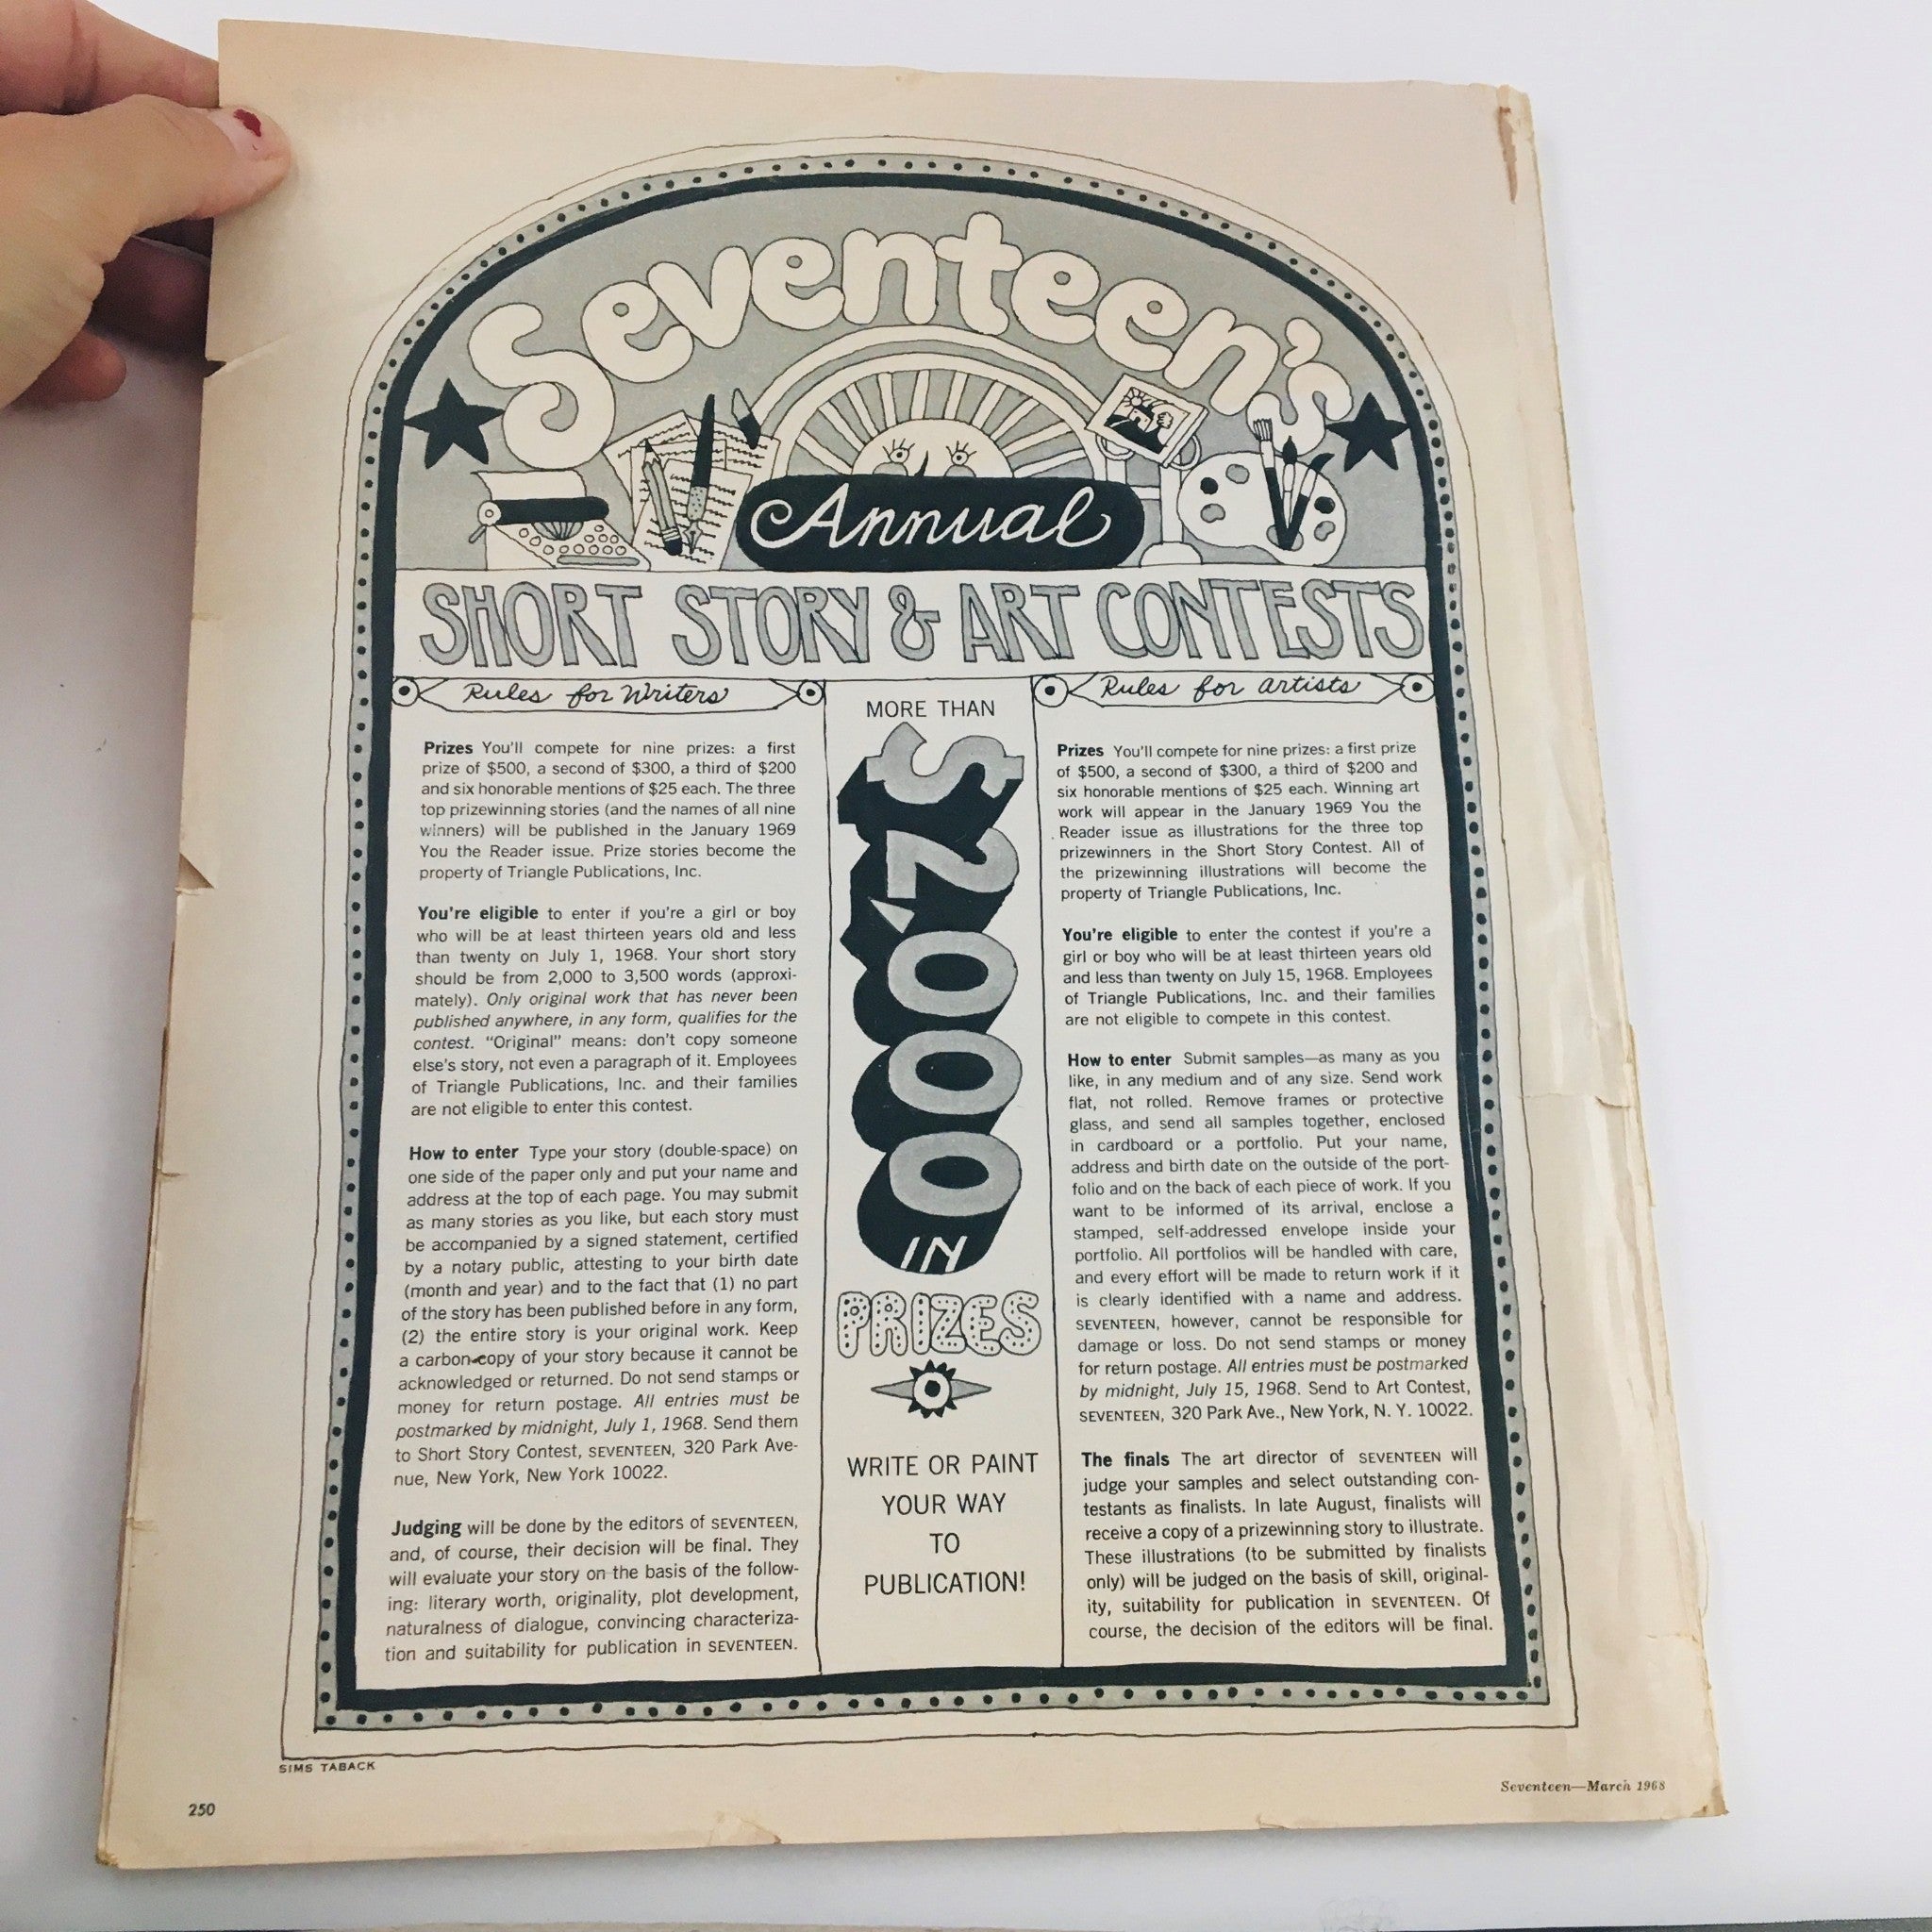 Seventeen's
Annual
SHORT STORY & ART CONTESTS
Rules for Writers
Prizes You'll compete for nine prizes: a first
prize of $500, a second of $300, a third of $200
and six honorable mentions of $25 each. The three
top prizewinning stories (and the names of all nine
winners) will be published in the January 1969
You the Reader issue. Prize stories become the
property of Triangle Publications, Inc.
You're eligible to enter if you're a girl or boy
who will be at least thirteen years old and less
than twenty on July 1, 1968. Your short story
should be from 2,000 to 3,500 words (approxi-
mately). Only original work that has never been
published anywhere, in any form, qualifies for the
contest. "Original" means: don't copy someone
else's story, not even a paragraph of it. Employees
of Triangle Publications, Inc. and their families
are not eligible to enter this contest.
How to enter Type your story (double-space) on
one side of the paper only and put your name and
address at the top of each page. You may submit
as many stories as you like, but each story must
be accompanied by a signed statement, certified
by a notary public, attesting to your birth date
(month and year) and to the fact that (1) no part
of the story has been published before in any form,
(2) the entire story is your original work. Keep
a carbon copy of your story because it cannot be
acknowledged or returned. Do not send stamps or
money for return postage. All entries must be
postmarked by midnight, July 1, 1968. Send them
to Short Story Contest, SEVENTEEN, 320 Park Ave-
nue, New York, New York 10022.
Judging will be done by the editors of SEVENTEEN,
and, of course, their decision will be final. They
will evaluate your story on the basis of the follow-
ing: literary worth, originality, plot development,
naturalness of dialogue, convincing characteriza-
tion and suitability for publication in SEVENTEEN.
MORE THAN
$2,000
IN
PRIZES
WRITE OR PAINT
YOUR WAY
TO
PUBLICATION!
Rules for Artists
Prizes You'll compete for nine prizes: a first prize
of $500, a second of $300, a third of $200 and
six honorable mentions of $25 each. Winning art
work will appear in the January 1969 You the
Reader issue as illustrations for the three top
prizewinners in the Short Story Contest. All of
the prizewinning illustrations will become the
property of Triangle Publications, Inc.
You're eligible to enter the contest if you're a
girl or boy who will be at least thirteen years old
and less than twenty on July 15, 1968. Employees
of Triangle Publications, Inc. and their families
are not eligible to compete in this contest.
How to enter Submit samples—as many as you
like, in any medium and of any size. Send work
flat, not rolled. Remove frames or protective
glass, and send all samples together, enclosed
in cardboard or a portfolio. Put your name,
address and birth date on the outside of the port-
folio and on the back of each piece of work. If you
want to be informed of its arrival, enclose a
stamped, self-addressed envelope inside your
portfolio. All portfolios will be handled with care,
and every effort will be made to return work if it
is clearly identified with a name and address.
SEVENTEEN, however, cannot be responsible for
damage or loss. Do not send stamps or money
for return postage. All entries must be postmarked
by midnight, July 15, 1968. Send to Art Contest,
SEVENTEEN, 320 Park Ave., New York, N. Y. 10022.
The finals The art director of SEVENTEEN will
judge your samples and select outstanding con-
testants as finalists. In late August, finalists will
receive a copy of a prizewinning story to illustrate.
These illustrations (to be submitted by finalists
only) will be judged on the basis of skill, original-
ity, suitability for publication in SEVENTEEN. Of
course, the decision of the editors will be final.
SIMS TABACK
250
Seventeen—March 1968